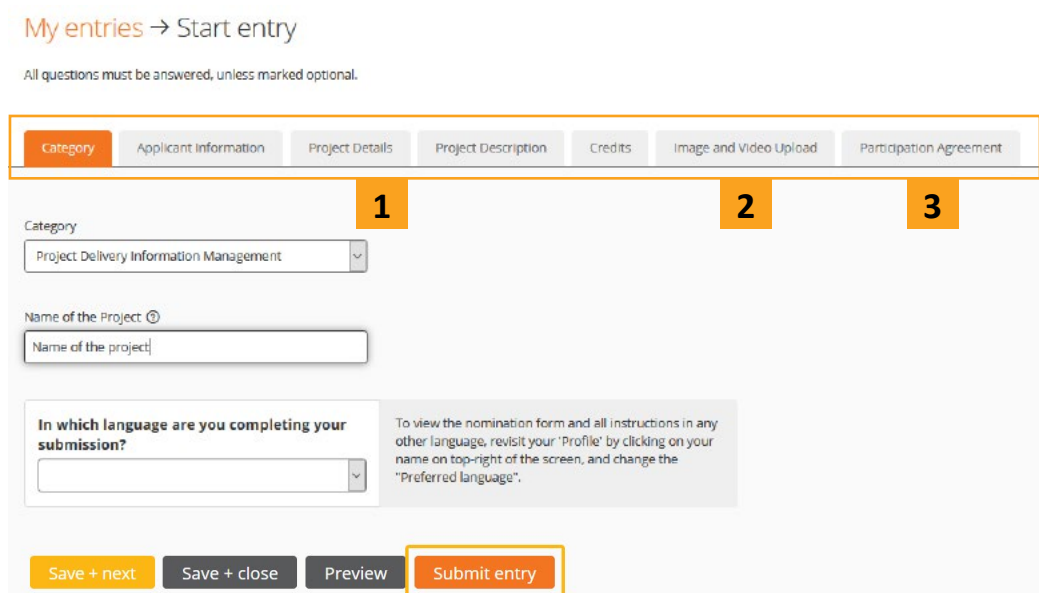 My entries → Start entry
All questions must be answered, unless marked optional.
Category Applicant Information Project Details Project Description Credits Image and Video Upload Participation Agreement
1 2 3
Category
Project Delivery Information Management
Name of the Project ?
Name of the project
In which language are you completing your
submission?
To view the nomination form and all instructions in any
other language, revisit your 'Profile' by clicking on your
name on top-right of the screen, and change the
"Preferred language".
Save + next Save + close Preview Submit entry